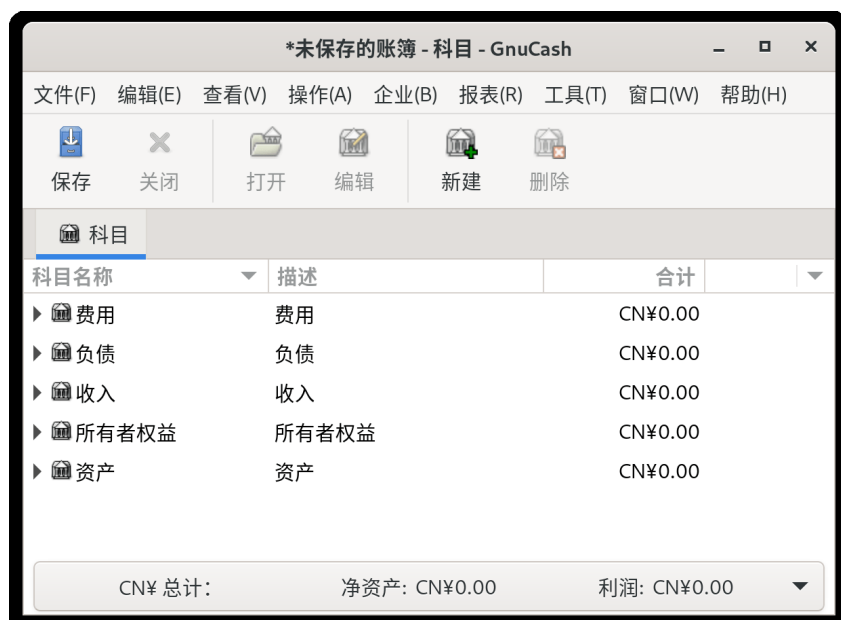 *未保存的账簿 - 科目 - GnuCash
文件(F) 编辑(E) 查看(V) 操作(A) 企业(B) 报表(R) 工具(T) 窗口(W) 帮助(H)
保存 关闭 打开 编辑 新建 删除
科目
科目名称 描述 合计
费用 费用 CN¥0.00
负债 负债 CN¥0.00
收入 收入 CN¥0.00
所有者权益 所有者权益 CN¥0.00
资产 资产 CN¥0.00
CN¥ 总计: 净资产: CN¥0.00 利润: CN¥0.00